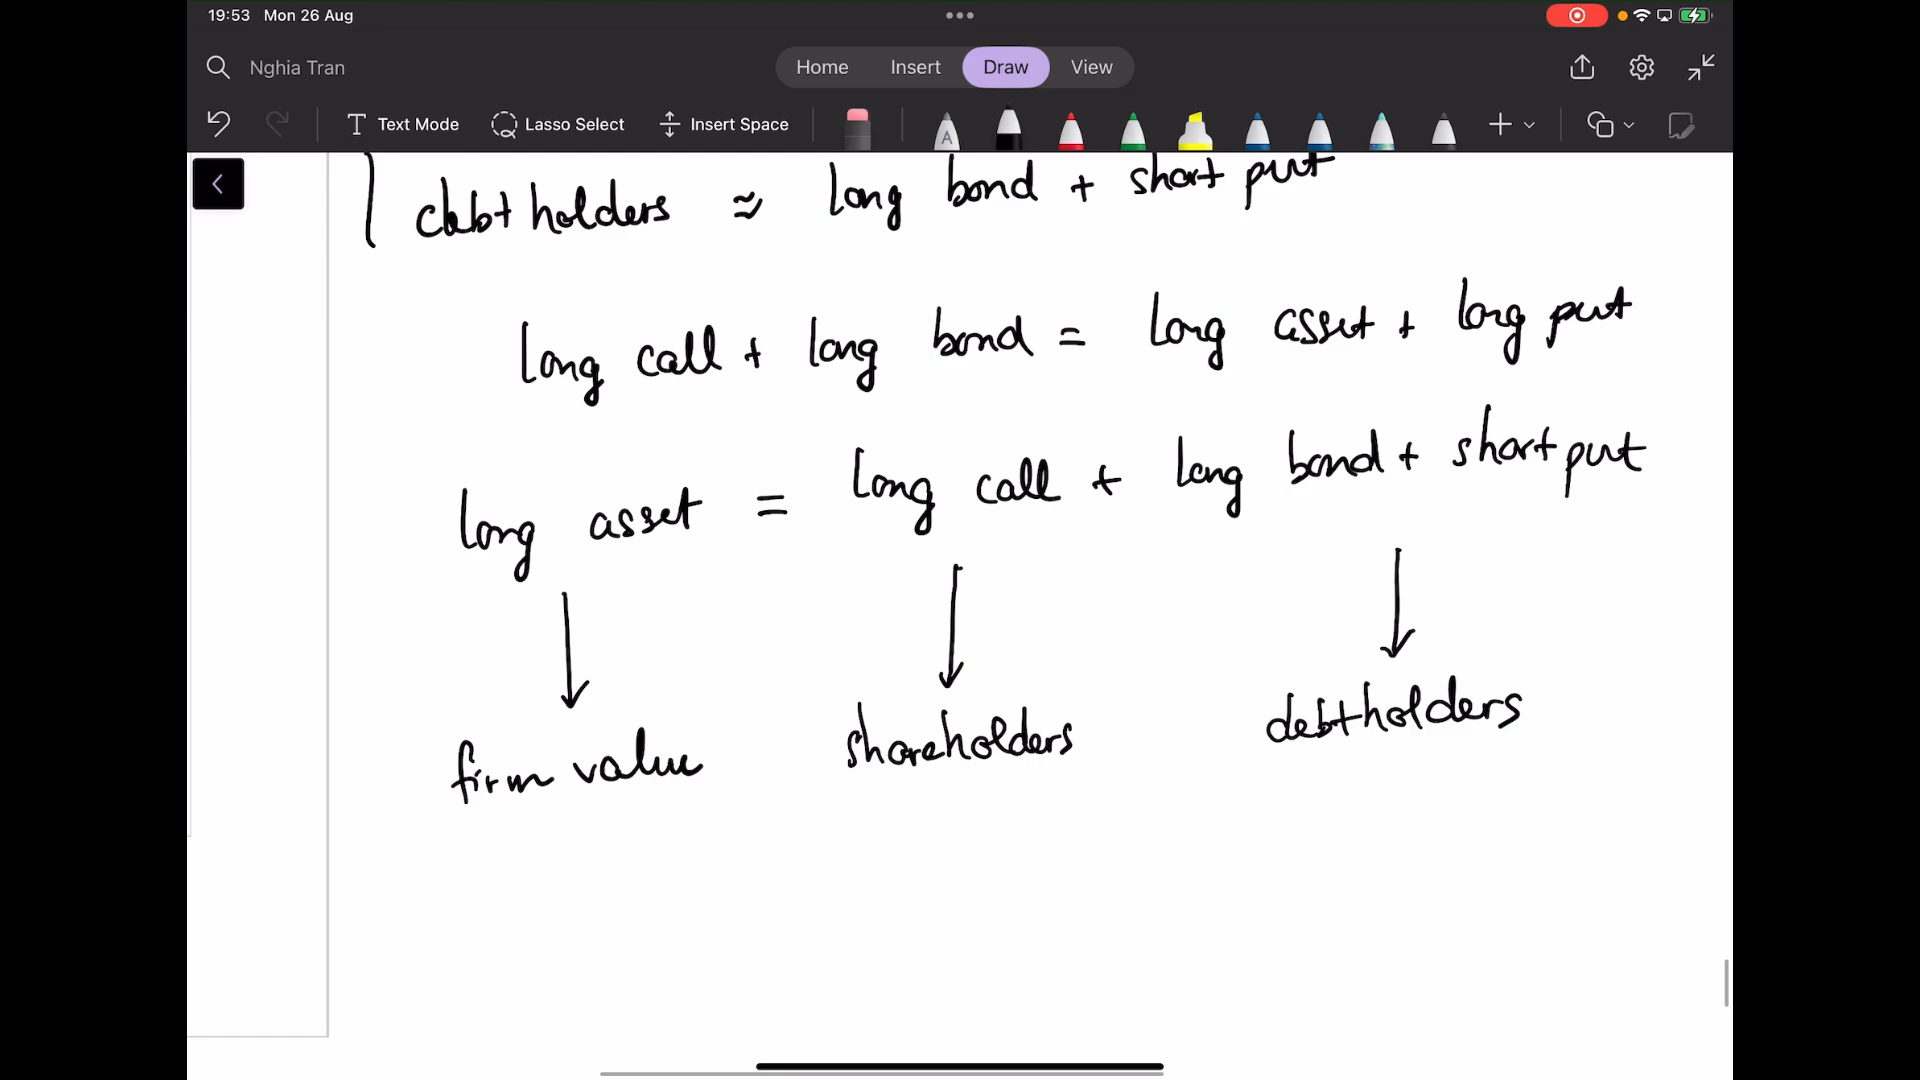 19:53 Mon 26 Aug
Nghia Tran
Home Insert Draw View
Text Mode Lasso Select Insert Space
A
debt holders ≈ long bond + short put
long call + long bond = long asset + long put
long asset = long call + long bond + short put
firm value shareholders debtholders